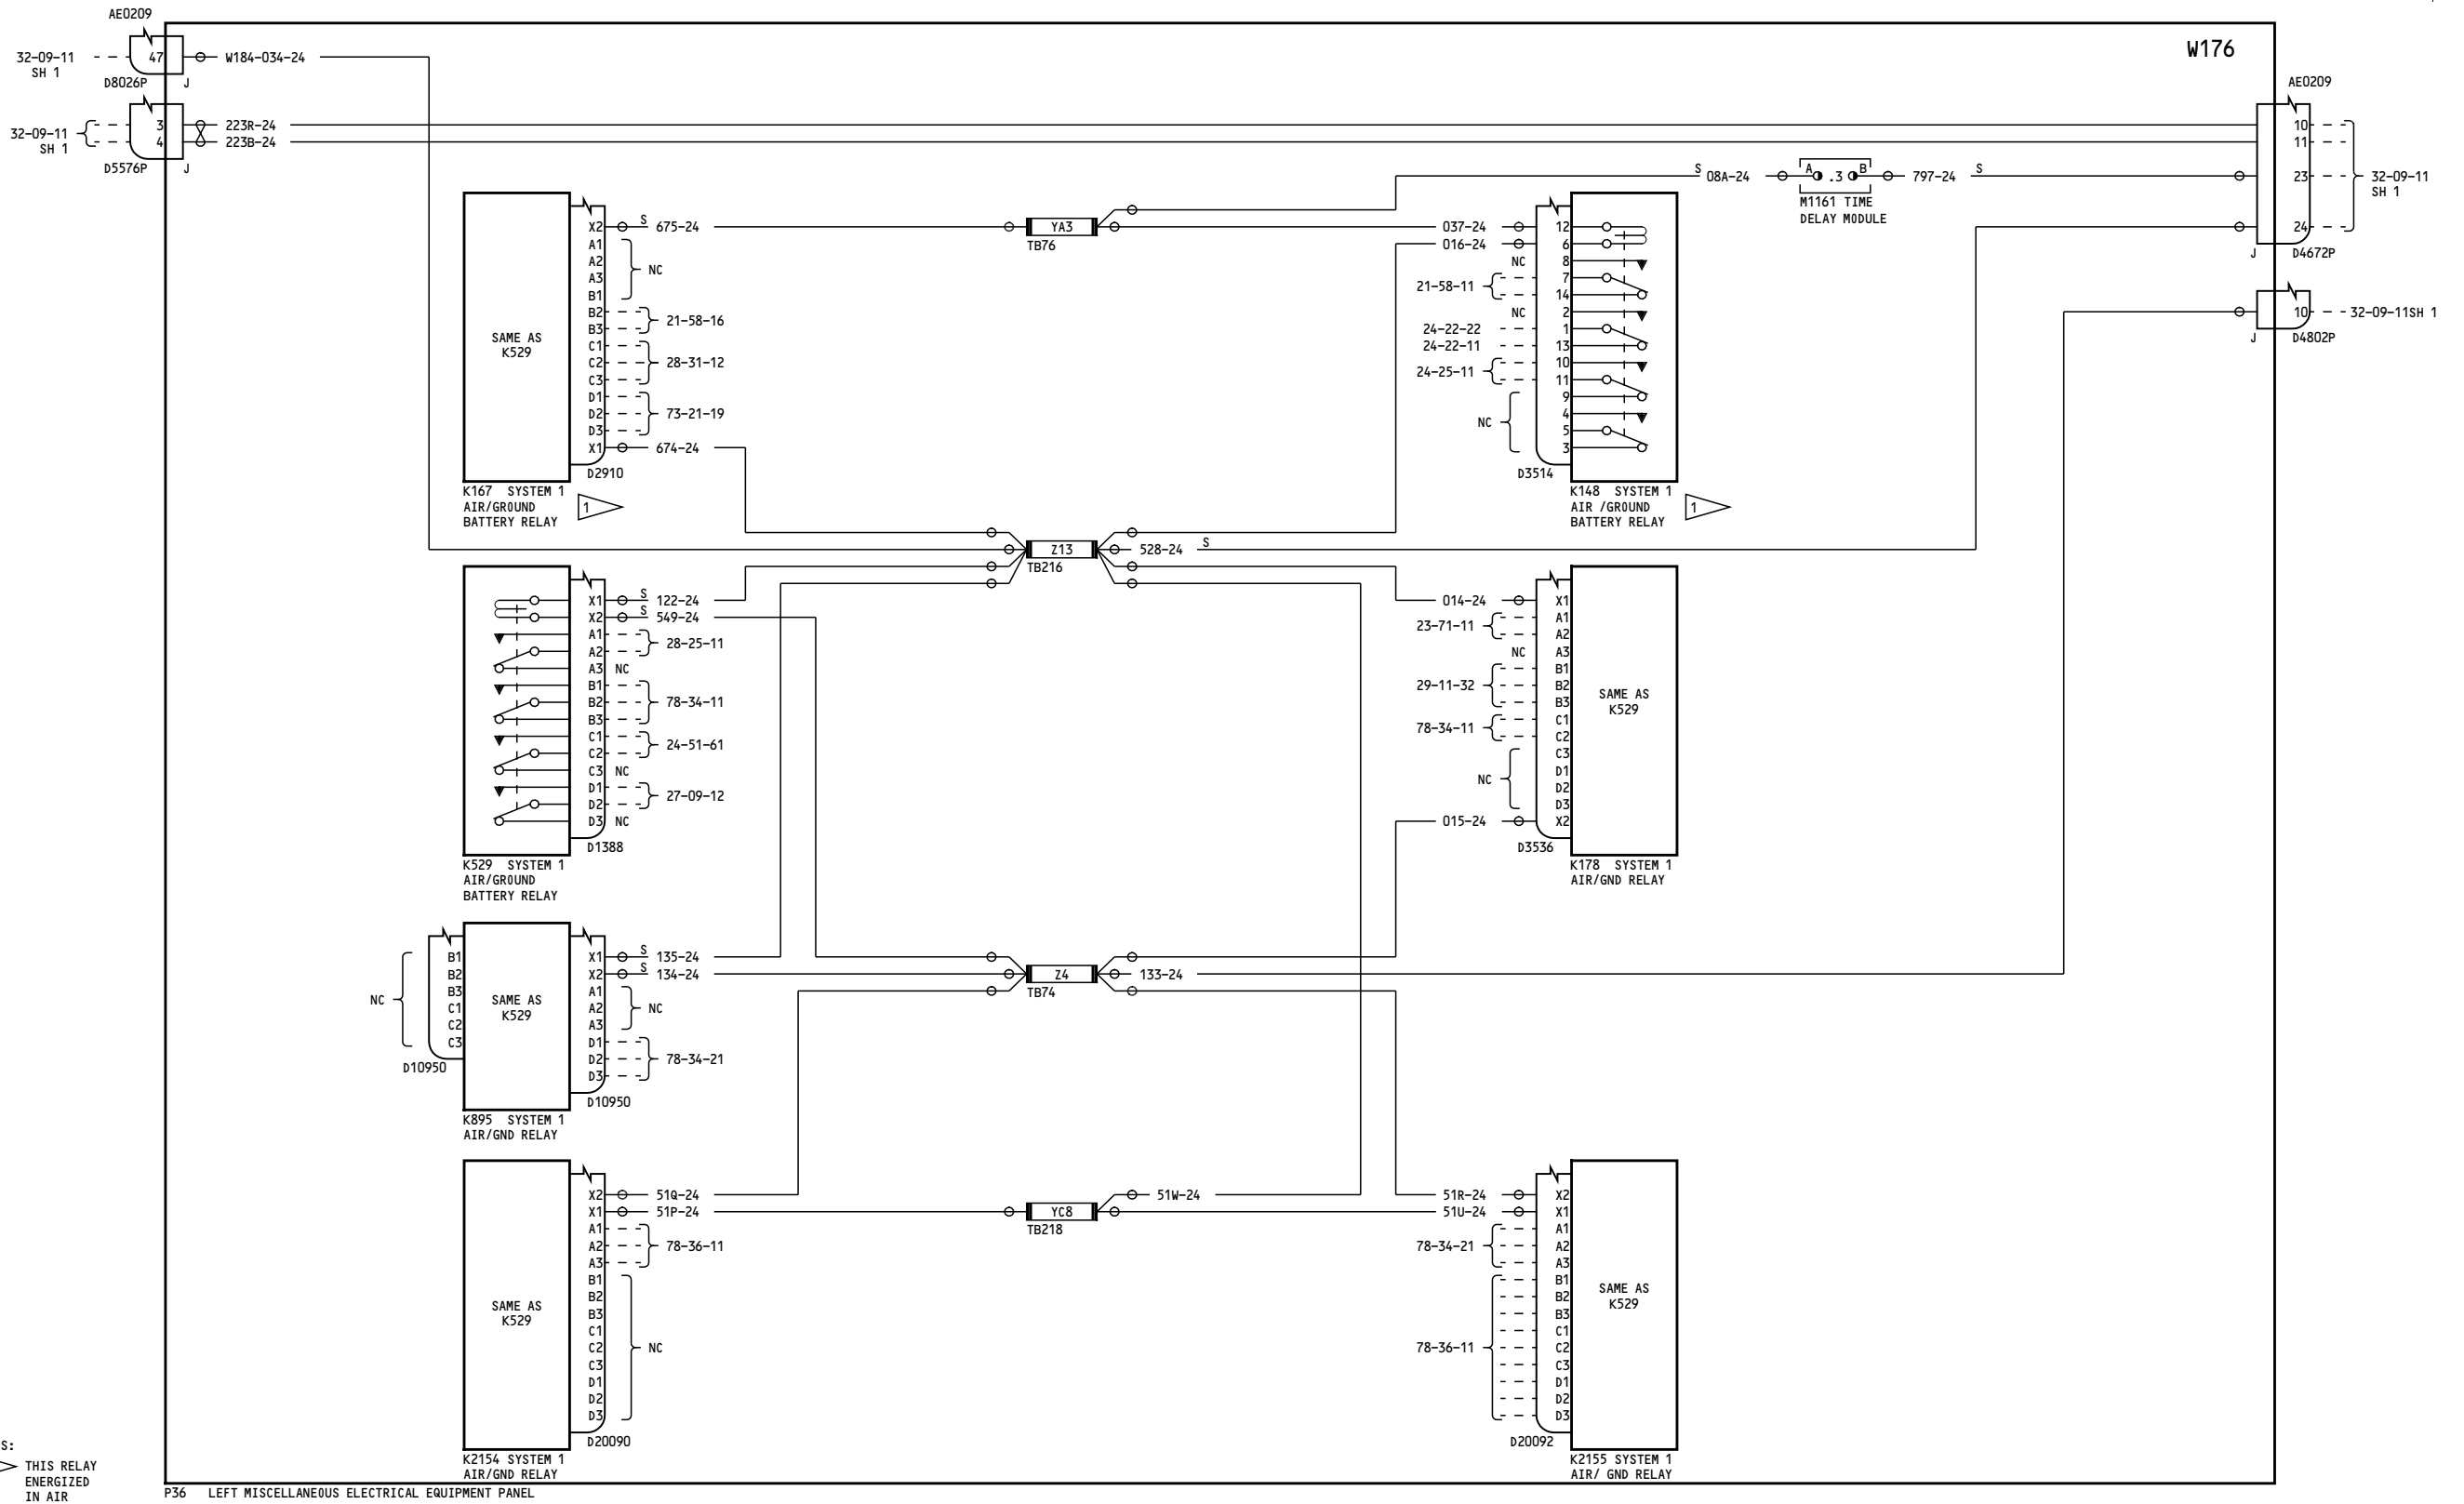 AE0209
32-09-11
SH 1
47
W184-034-24
D8026P
J
32-09-11
SH 1
3
4
223R-24
223B-24
D5576P
J
W176
AE0209
10
11
23
24
32-09-11
SH 1
J
D4672P
10
32-09-11SH 1
J
D4802P
S 08A-24
A .3 B
797-24 S
M1161 TIME
DELAY MODULE
SAME AS
K529
X2 S 675-24
A1
A2
A3
B1
NC
B2
B3
21-58-16
C1
C2
C3
28-31-12
D1
D2
D3
73-21-19
X1 674-24
D2910
K167 SYSTEM 1
AIR/GROUND
BATTERY RELAY
1
YA3
TB76
037-24 12
016-24 6
NC 8
21-58-11
7
14
NC 2
24-22-22 1
24-22-11 13
24-25-11
10
11
NC
9
4
5
3
D3514
K148 SYSTEM 1
AIR /GROUND
BATTERY RELAY
1
Z13
TB216
528-24 S
X1 S 122-24
X2 S 549-24
A1
A2
28-25-11
A3 NC
B1
B2
B3
78-34-11
C1
C2
24-51-61
C3 NC
D1
D2
27-09-12
D3 NC
D1388
K529 SYSTEM 1
AIR/GROUND
BATTERY RELAY
014-24 X1
23-71-11
A1
A2
NC A3
29-11-32
B1
B2
B3
78-34-11
C1
C2
NC
C3
D1
D2
D3
015-24 X2
SAME AS
K529
D3536
K178 SYSTEM 1
AIR/GND RELAY
NC
B1
B2
B3
C1
C2
C3
D10950
SAME AS
K529
X1 S 135-24
X2 S 134-24
A1
A2
A3
NC
D1
D2
D3
78-34-21
D10950
K895 SYSTEM 1
AIR/GND RELAY
Z4
TB74
133-24
SAME AS
K529
X2 51Q-24
X1 51P-24
A1
A2
A3
78-36-11
B1
B2
B3
C1
C2
C3
D1
D2
D3
NC
D20090
K2154 SYSTEM 1
AIR/GND RELAY
YC8
TB218
51W-24
51R-24 X2
51U-24 X1
78-34-21
A1
A2
A3
78-36-11
B1
B2
B3
C1
C2
C3
D1
D2
D3
SAME AS
K529
D20092
K2155 SYSTEM 1
AIR/ GND RELAY
S:
THIS RELAY
ENERGIZED
IN AIR
P36 LEFT MISCELLANEOUS ELECTRICAL EQUIPMENT PANEL